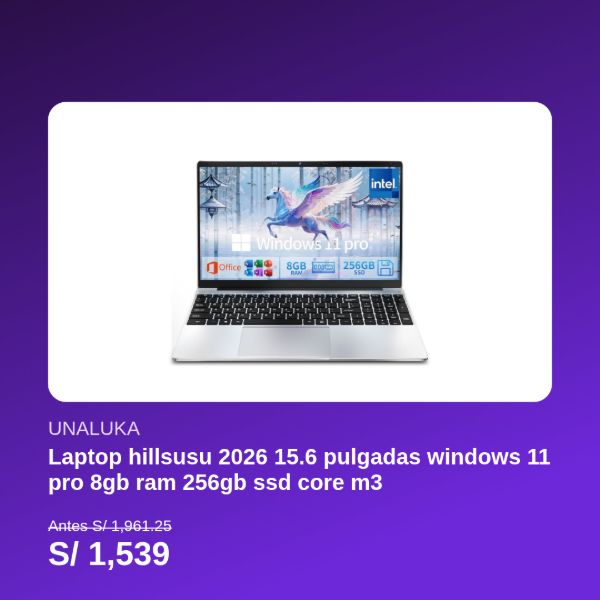 intel.
Windows 11 pro
Office
8GB
RAM
256GB
SSD
UNALUKA
Laptop hillsusu 2026 15.6 pulgadas windows 11
pro 8gb ram 256gb ssd core m3
Antes S/ 1,961.25
S/ 1,539